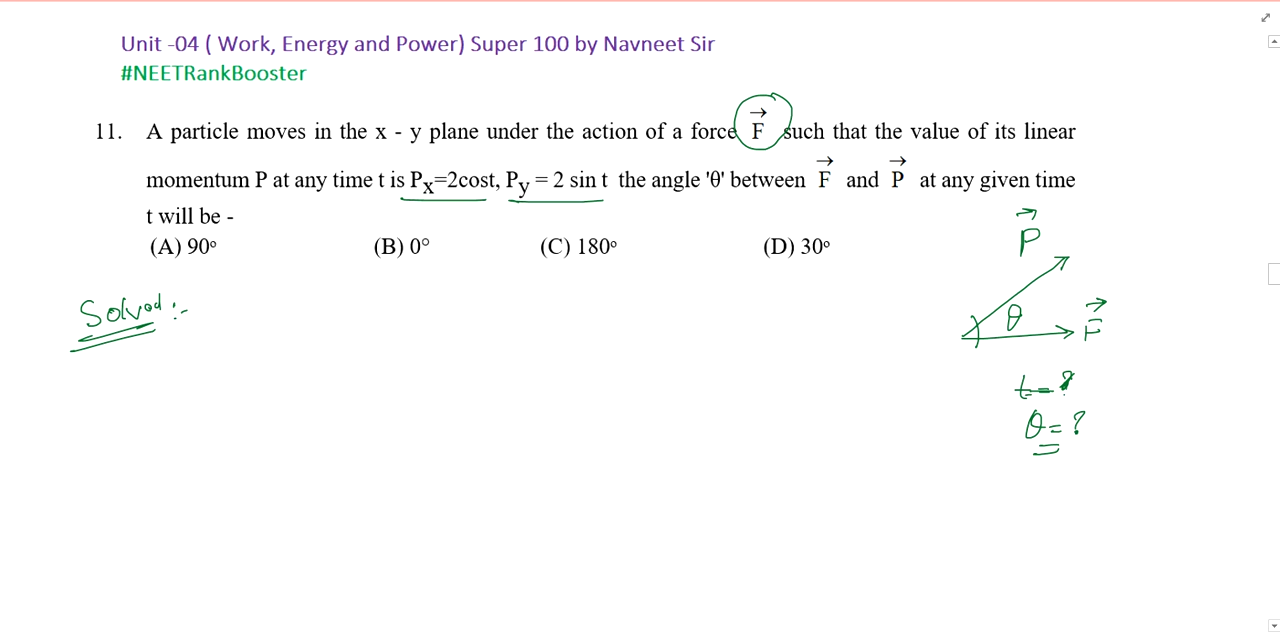 Unit -04 ( Work, Energy and Power) Super 100 by Navneet Sir
#NEETRankBooster
11. A particle moves in the x - y plane under the action of a force F⃗ such that the value of its linear
momentum P at any time t is Pₓ=2cost, Pᵧ = 2 sin t the angle 'θ' between F⃗ and P⃗ at any given time
t will be -
(A) 90° (B) 0° (C) 180° (D) 30°
Solved :-
P⃗
θ
F⃗
t = ?
θ = ?